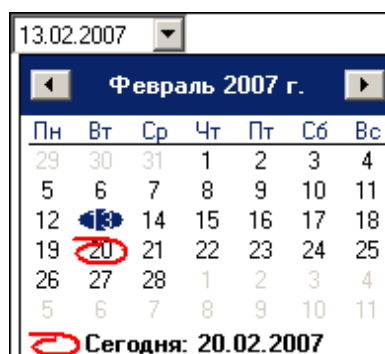 13.02.2007
Февраль 2007 г.
Пн Вт Ср Чт Пт Сб Вс
29 30 31 1 2 3 4
5 6 7 8 9 10 11
12 13 14 15 16 17 18
19 20 21 22 23 24 25
26 27 28 1 2 3 4
5 6 7 8 9 10 11
Сегодня: 20.02.2007